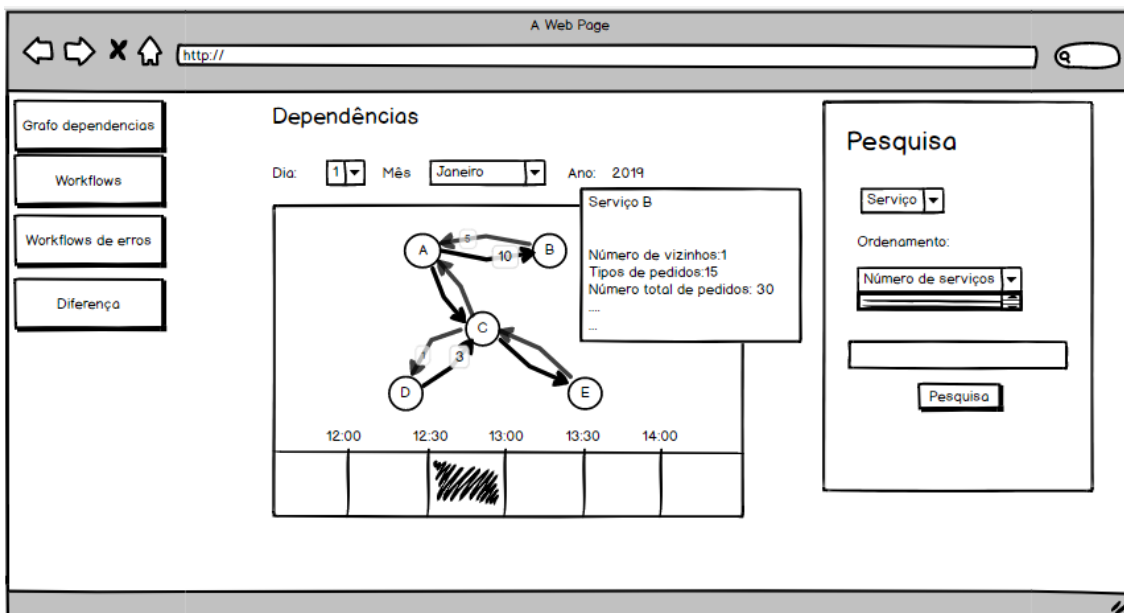 A Web Page
http://
Grafo dependencias
Workflows
Workflows de erros
Diferença
Dependências
Dia: 1 Mês Janeiro Ano: 2019
Serviço B
Número de vizinhos:1
Tipos de pedidos:15
Número total de pedidos: 30
....
...
A
5
10
B
C
1
3
D
E
12:00 12:30 13:00 13:30 14:00
Pesquisa
Serviço
Ordenamento:
Número de serviços
Pesquisa